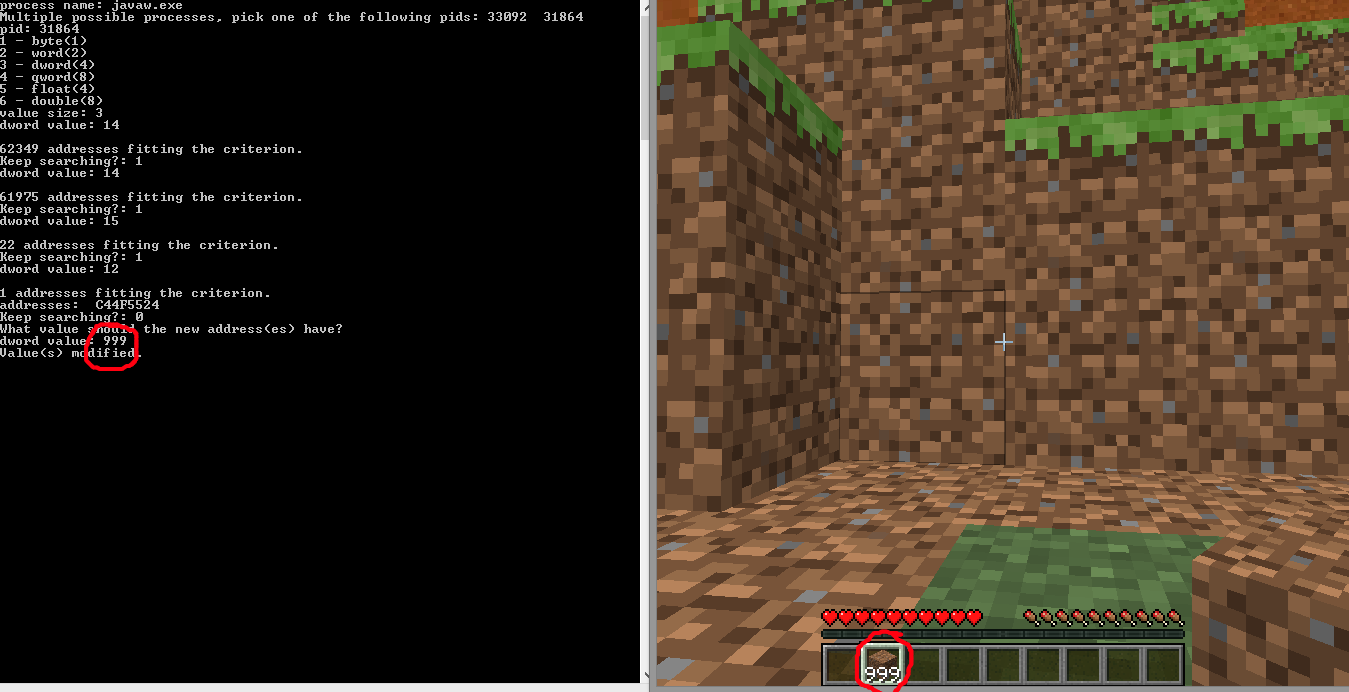 process name: javaw.exe
Multiple possible processes, pick one of the following pids: 33092  31864
pid: 31864
1 - byte(1)
2 - word(2)
3 - dword(4)
4 - qword(8)
5 - float(4)
6 - double(8)
value size: 3
dword value: 14
62349 addresses fitting the criterion.
Keep searching?: 1
dword value: 14
61975 addresses fitting the criterion.
Keep searching?: 1
dword value: 15
22 addresses fitting the criterion.
Keep searching?: 1
dword value: 12
1 addresses fitting the criterion.
addresses:  C44F5524
Keep searching?: 0
What value should the new address(es) have?
dword value: 999
Value(s) modified.
999